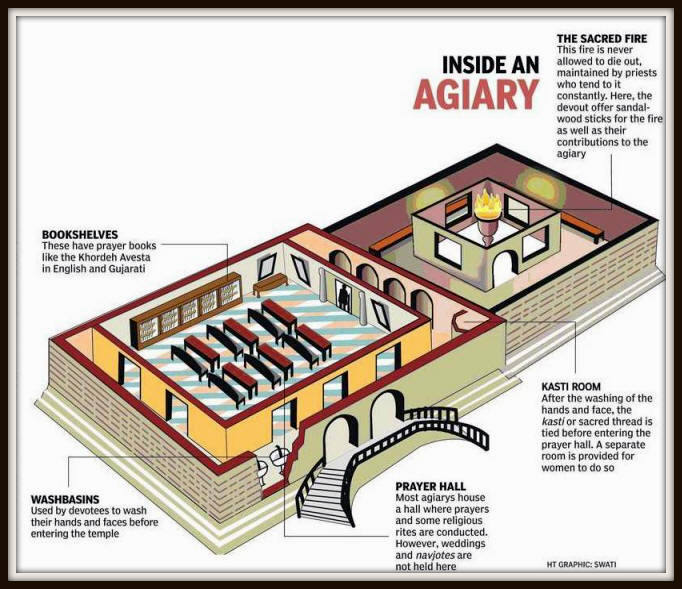 INSIDE AN
AGIARY
THE SACRED FIRE
This fire is never
allowed to die out,
maintained by priests
who tend to it
constantly. Here, the
devout offer sandal-
wood sticks for the fire
as well as their
contributions to the
agiary
BOOKSHELVES
These have prayer books
like the Khordeh Avesta
in English and Gujarati
KASTI ROOM
After the washing of the
hands and face, the
kasti or sacred thread is
tied before entering the
prayer hall. A separate
room is provided for
women to do so
WASHBASINS
Used by devotees to wash
their hands and faces before
entering the temple
PRAYER HALL
Most agiarys house
a hall where prayers
and some religious
rites are conducted.
However, weddings
and navjotes are
not held here
HT GRAPHIC: SWATI